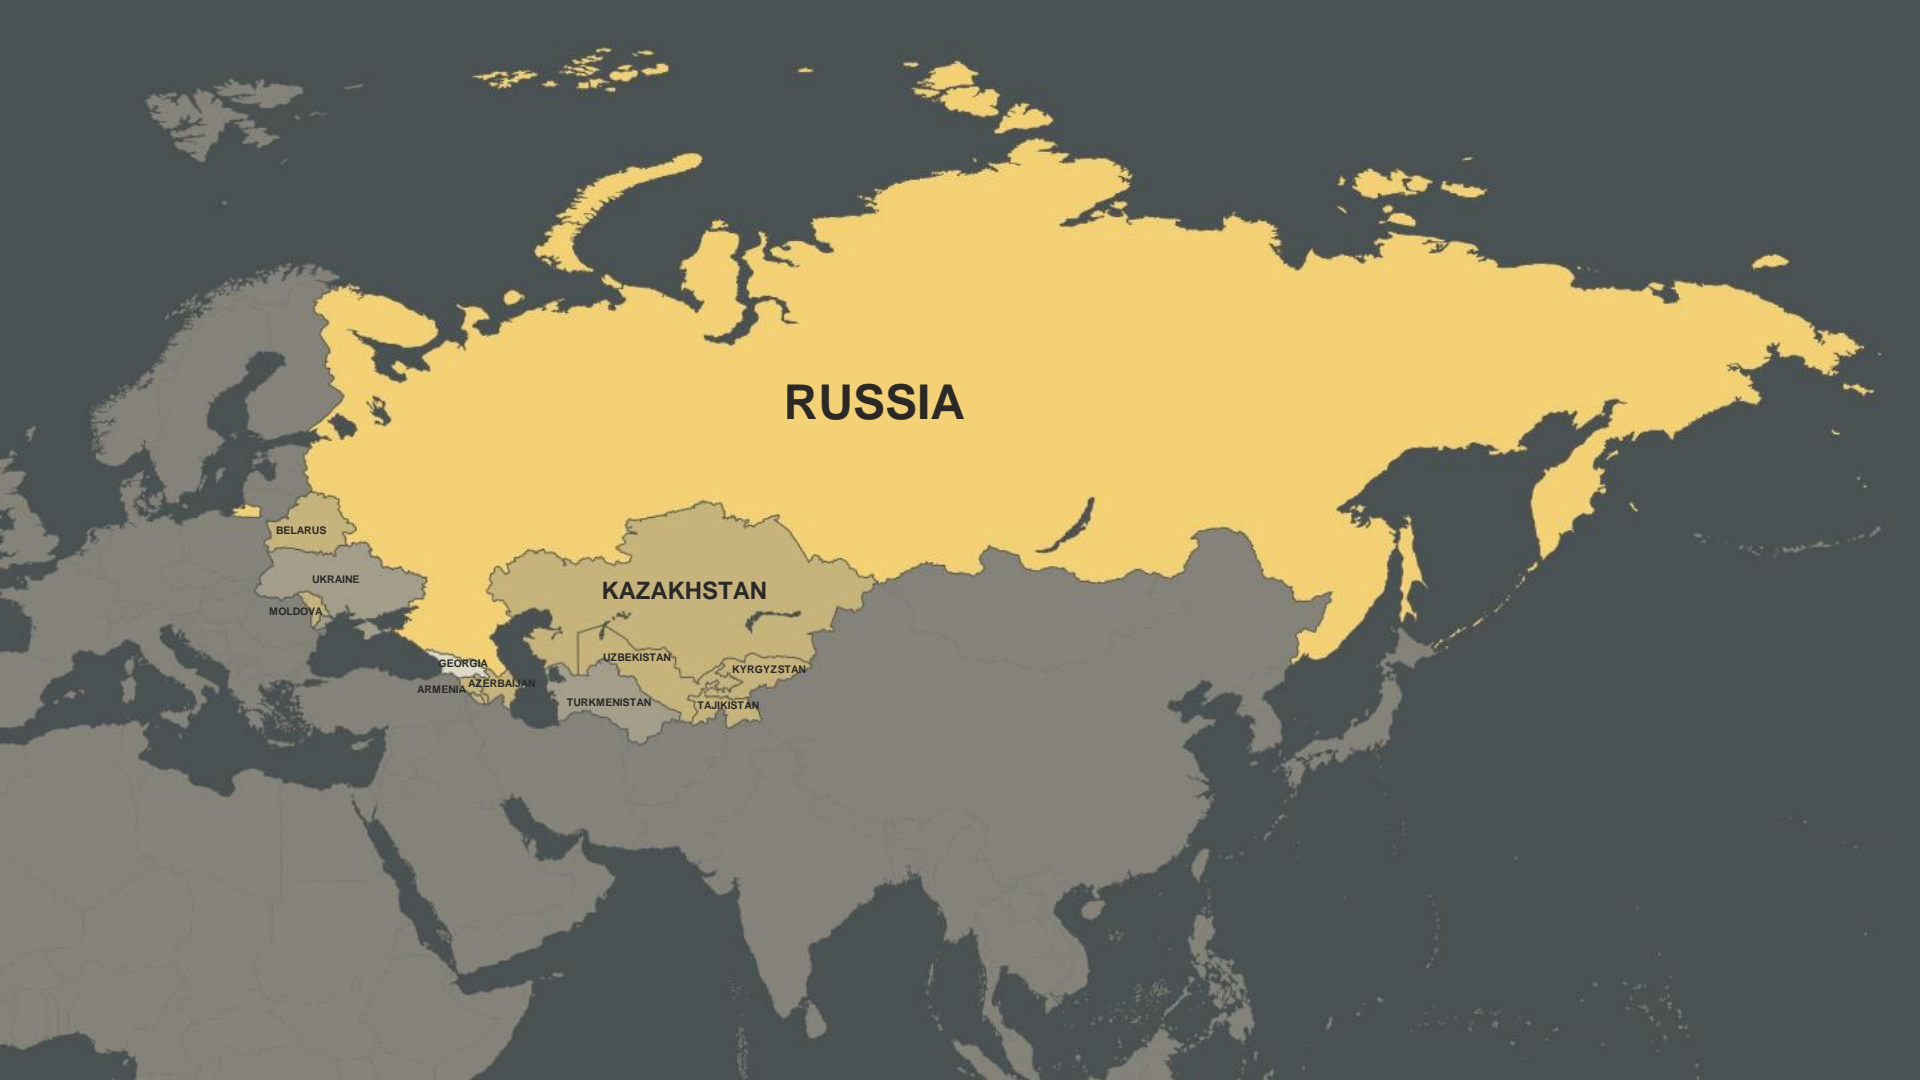 RUSSIA
BELARUS
UKRAINE
KAZAKHSTAN
MOLDOVA
UZBEKISTAN
GEORGIA
KYRGYZSTAN
AZERBAIJAN
ARMENIA
TURKMENISTAN
TAJIKISTAN